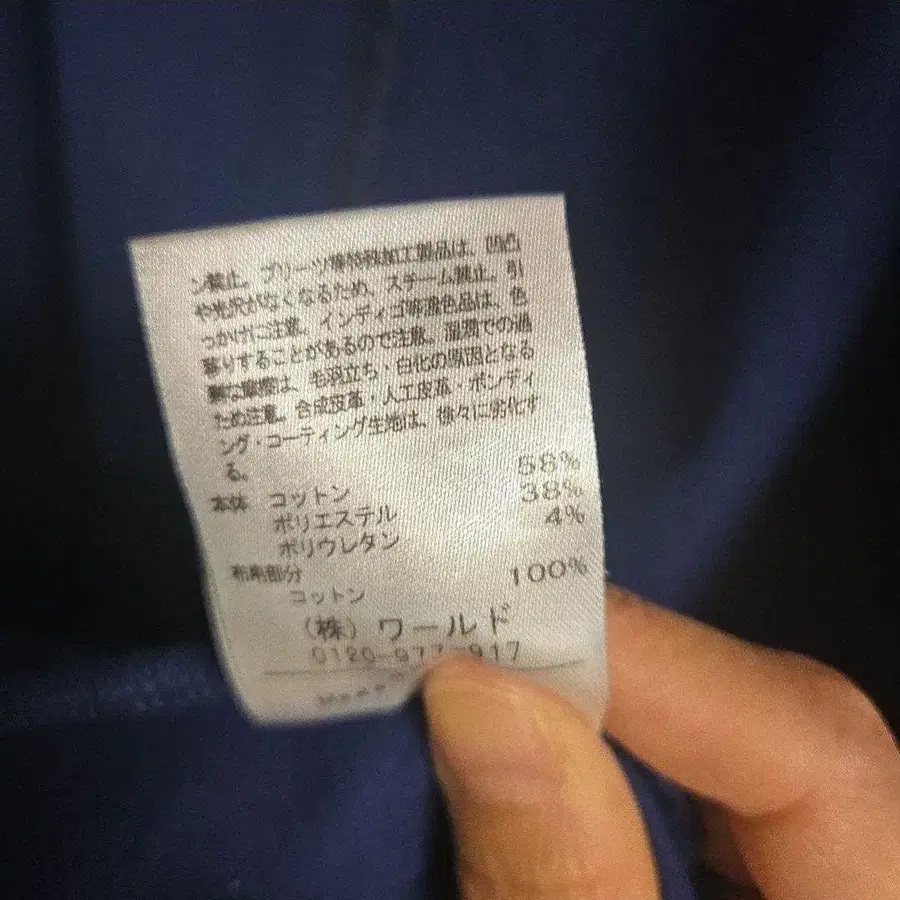 ン禁止。プリーツ等特殊加工製品は、凹凸
や光沢がなくなるため、スチーム禁止。引
っかけに注意。インディゴ等濃色品は、色
移りすることがあるので注意。湿潤での過
度な摩擦は、毛羽立ち・白化の原因となる
ため注意。合成皮革・人工皮革・ボンディ
ング・コーティング生地は、徐々に劣化す
る。
本体 コットン 58%
ポリエステル 38%
ポリウレタン 4%
布帛部分
コットン 100%
(株)ワールド
0120-977-917